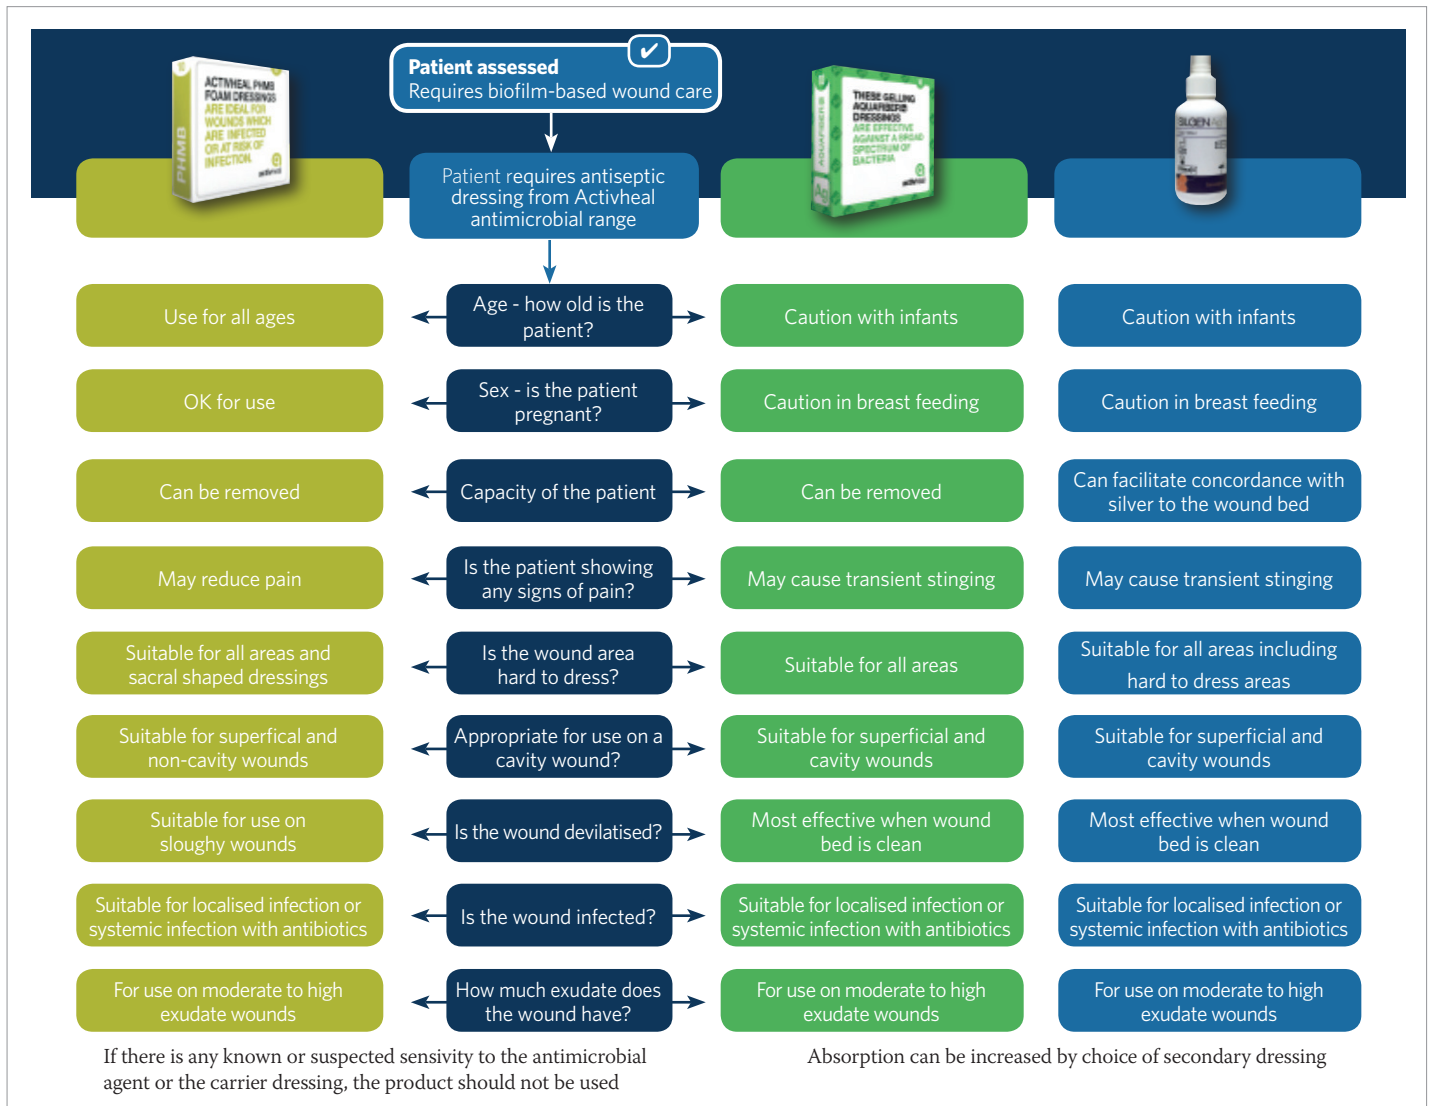 ACTIVHEAL PHMB
FOAM DRESSINGS
ARE IDEAL FOR
WOUNDS WHICH
ARE INFECTED
OR AT RISK OF
INFECTION.
PHMB
Patient assessed
Requires biofilm-based wound care
THESE GELLING
AQUAFIBER®
DRESSINGS
ARE EFFECTIVE
AGAINST A BROAD
SPECTRUM OF
BACTERIA
AQUAFIBER®
Ag
Patient requires antiseptic
dressing from Activheal
antimicrobial range
Use for all ages
Age - how old is the
patient?
Caution with infants
Caution with infants
OK for use
Sex - is the patient
pregnant?
Caution in breast feeding
Caution in breast feeding
Can be removed
Capacity of the patient
Can be removed
Can facilitate concordance with
silver to the wound bed
May reduce pain
Is the patient showing
any signs of pain?
May cause transient stinging
May cause transient stinging
Suitable for all areas and
sacral shaped dressings
Is the wound area
hard to dress?
Suitable for all areas
Suitable for all areas including
hard to dress areas
Suitable for superfical and
non-cavity wounds
Appropriate for use on a
cavity wound?
Suitable for superficial and
cavity wounds
Suitable for superficial and
cavity wounds
Suitable for use on
sloughy wounds
Is the wound devilatised?
Most effective when wound
bed is clean
Most effective when wound
bed is clean
Suitable for localised infection or
systemic infection with antibiotics
Is the wound infected?
Suitable for localised infection or
systemic infection with antibiotics
Suitable for localised infection or
systemic infection with antibiotics
For use on moderate to high
exudate wounds
How much exudate does
the wound have?
For use on moderate to high
exudate wounds
For use on moderate to high
exudate wounds
If there is any known or suspected sensivity to the antimicrobial
agent or the carrier dressing, the product should not be used
Absorption can be increased by choice of secondary dressing